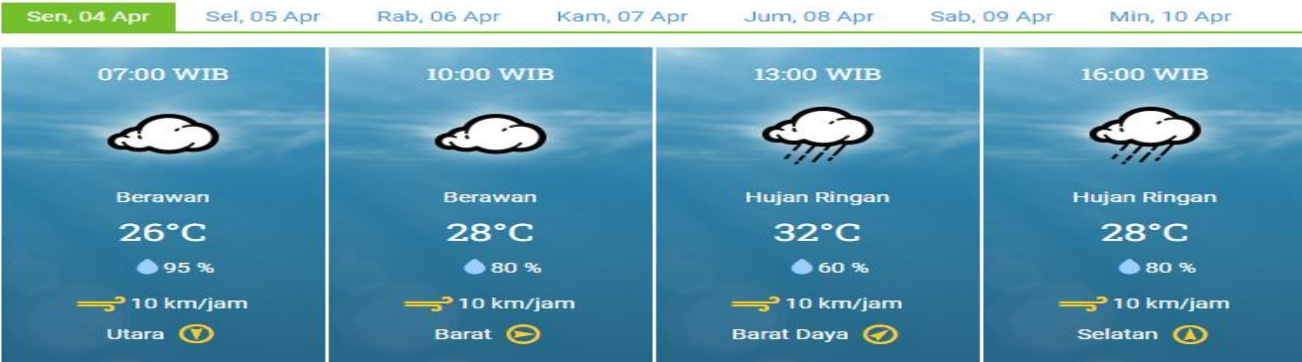 Sen, 04 Apr Sel, 05 Apr Rab, 06 Apr Kam, 07 Apr Jum, 08 Apr Sab, 09 Apr Min, 10 Apr
07:00 WIB
Berawan
26°C
95 %
10 km/jam
Utara
10:00 WIB
Berawan
28°C
80 %
10 km/jam
Barat
13:00 WIB
Hujan Ringan
32°C
60 %
10 km/jam
Barat Daya
16:00 WIB
Hujan Ringan
28°C
80 %
10 km/jam
Selatan